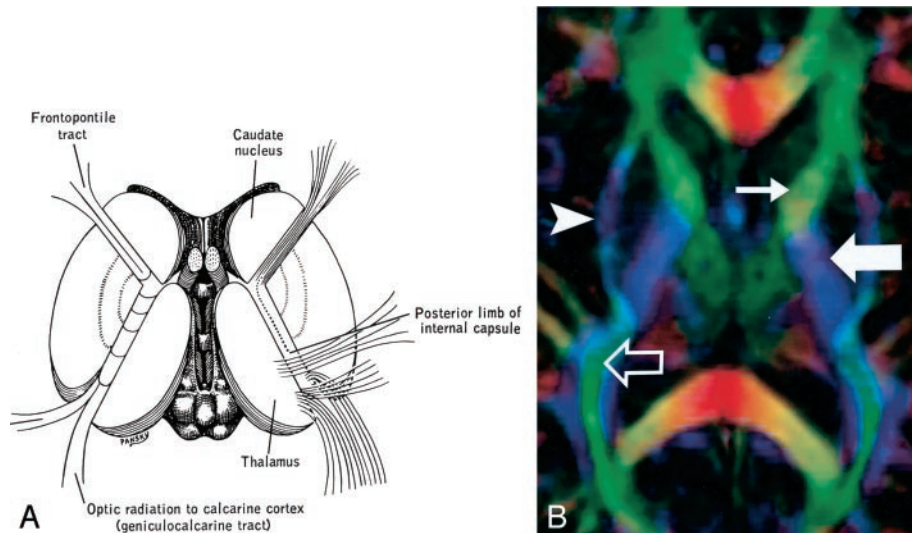 Frontopontile
tract
Caudate
nucleus
Posterior limb of
internal capsule
Thalamus
PANSKY
Optic radiation to calcarine cortex
(geniculocalcarine tract)
A
B